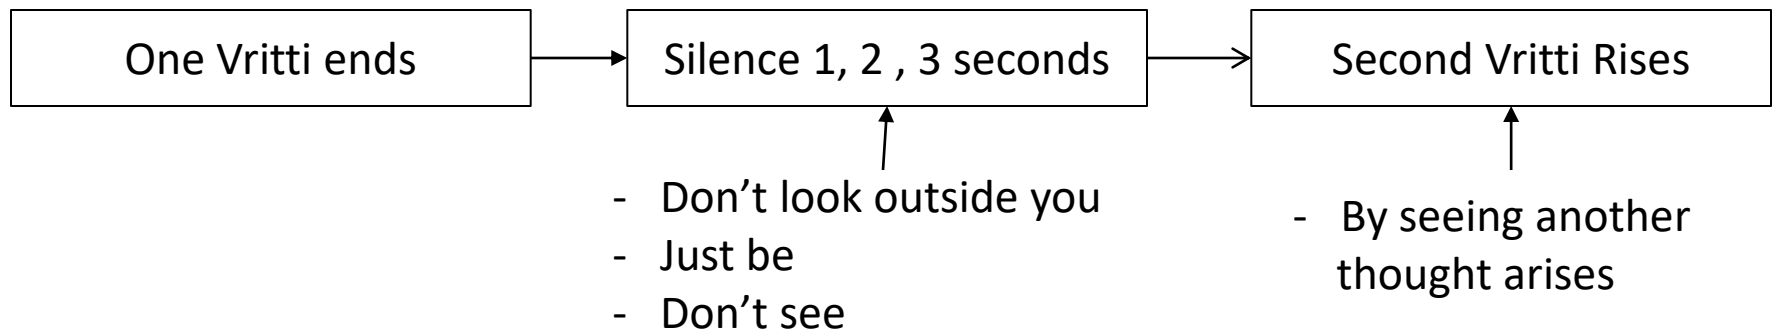 One Vritti ends
Silence 1, 2 , 3 seconds
Second Vritti Rises
- Don’t look outside you
- Just be
- Don’t see
- By seeing another
thought arises